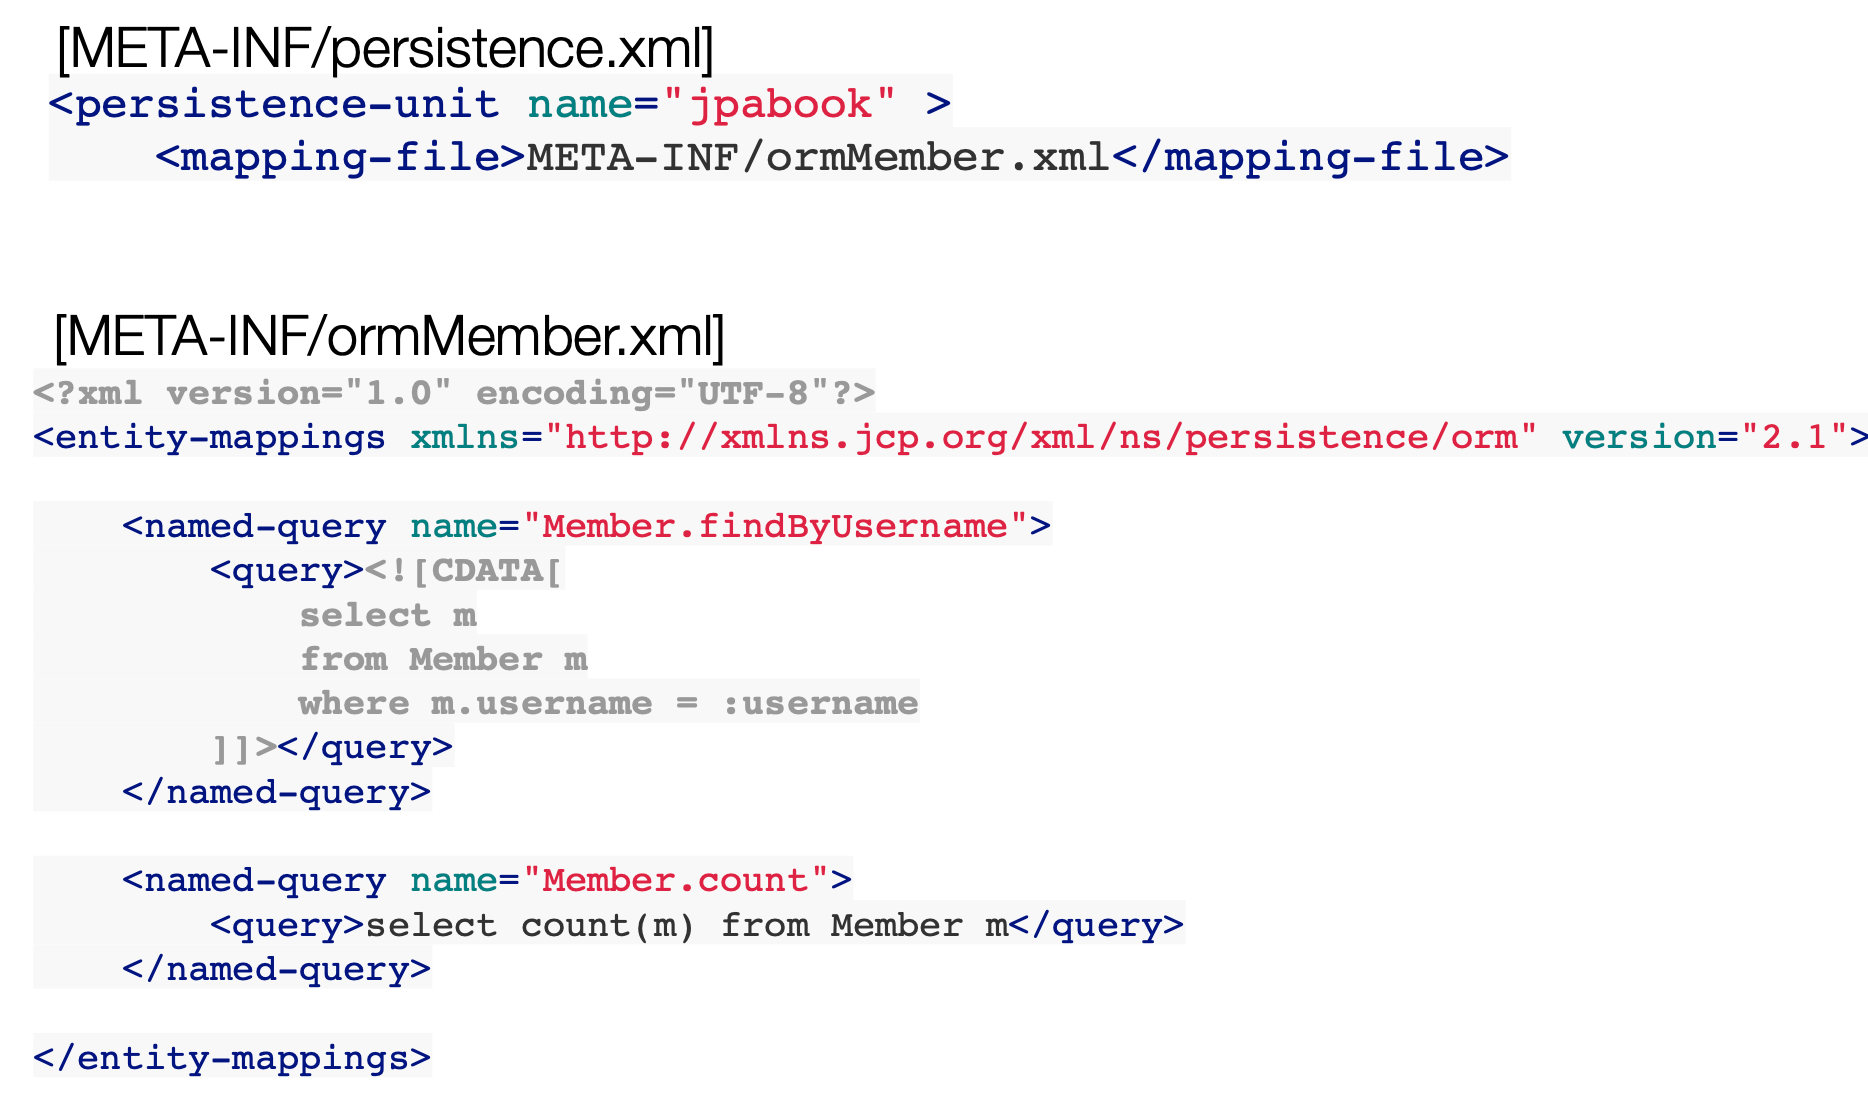 [META-INF/persistence.xml]
<persistence-unit name="jpabook" >
    <mapping-file>META-INF/ormMember.xml</mapping-file>
[META-INF/ormMember.xml]
<?xml version="1.0" encoding="UTF-8"?>
<entity-mappings xmlns="http://xmlns.jcp.org/xml/ns/persistence/orm" version="2.1">
    <named-query name="Member.findByUsername">
        <query><![CDATA[
            select m
            from Member m
            where m.username = :username
        ]]></query>
    </named-query>
    <named-query name="Member.count">
        <query>select count(m) from Member m</query>
    </named-query>
</entity-mappings>